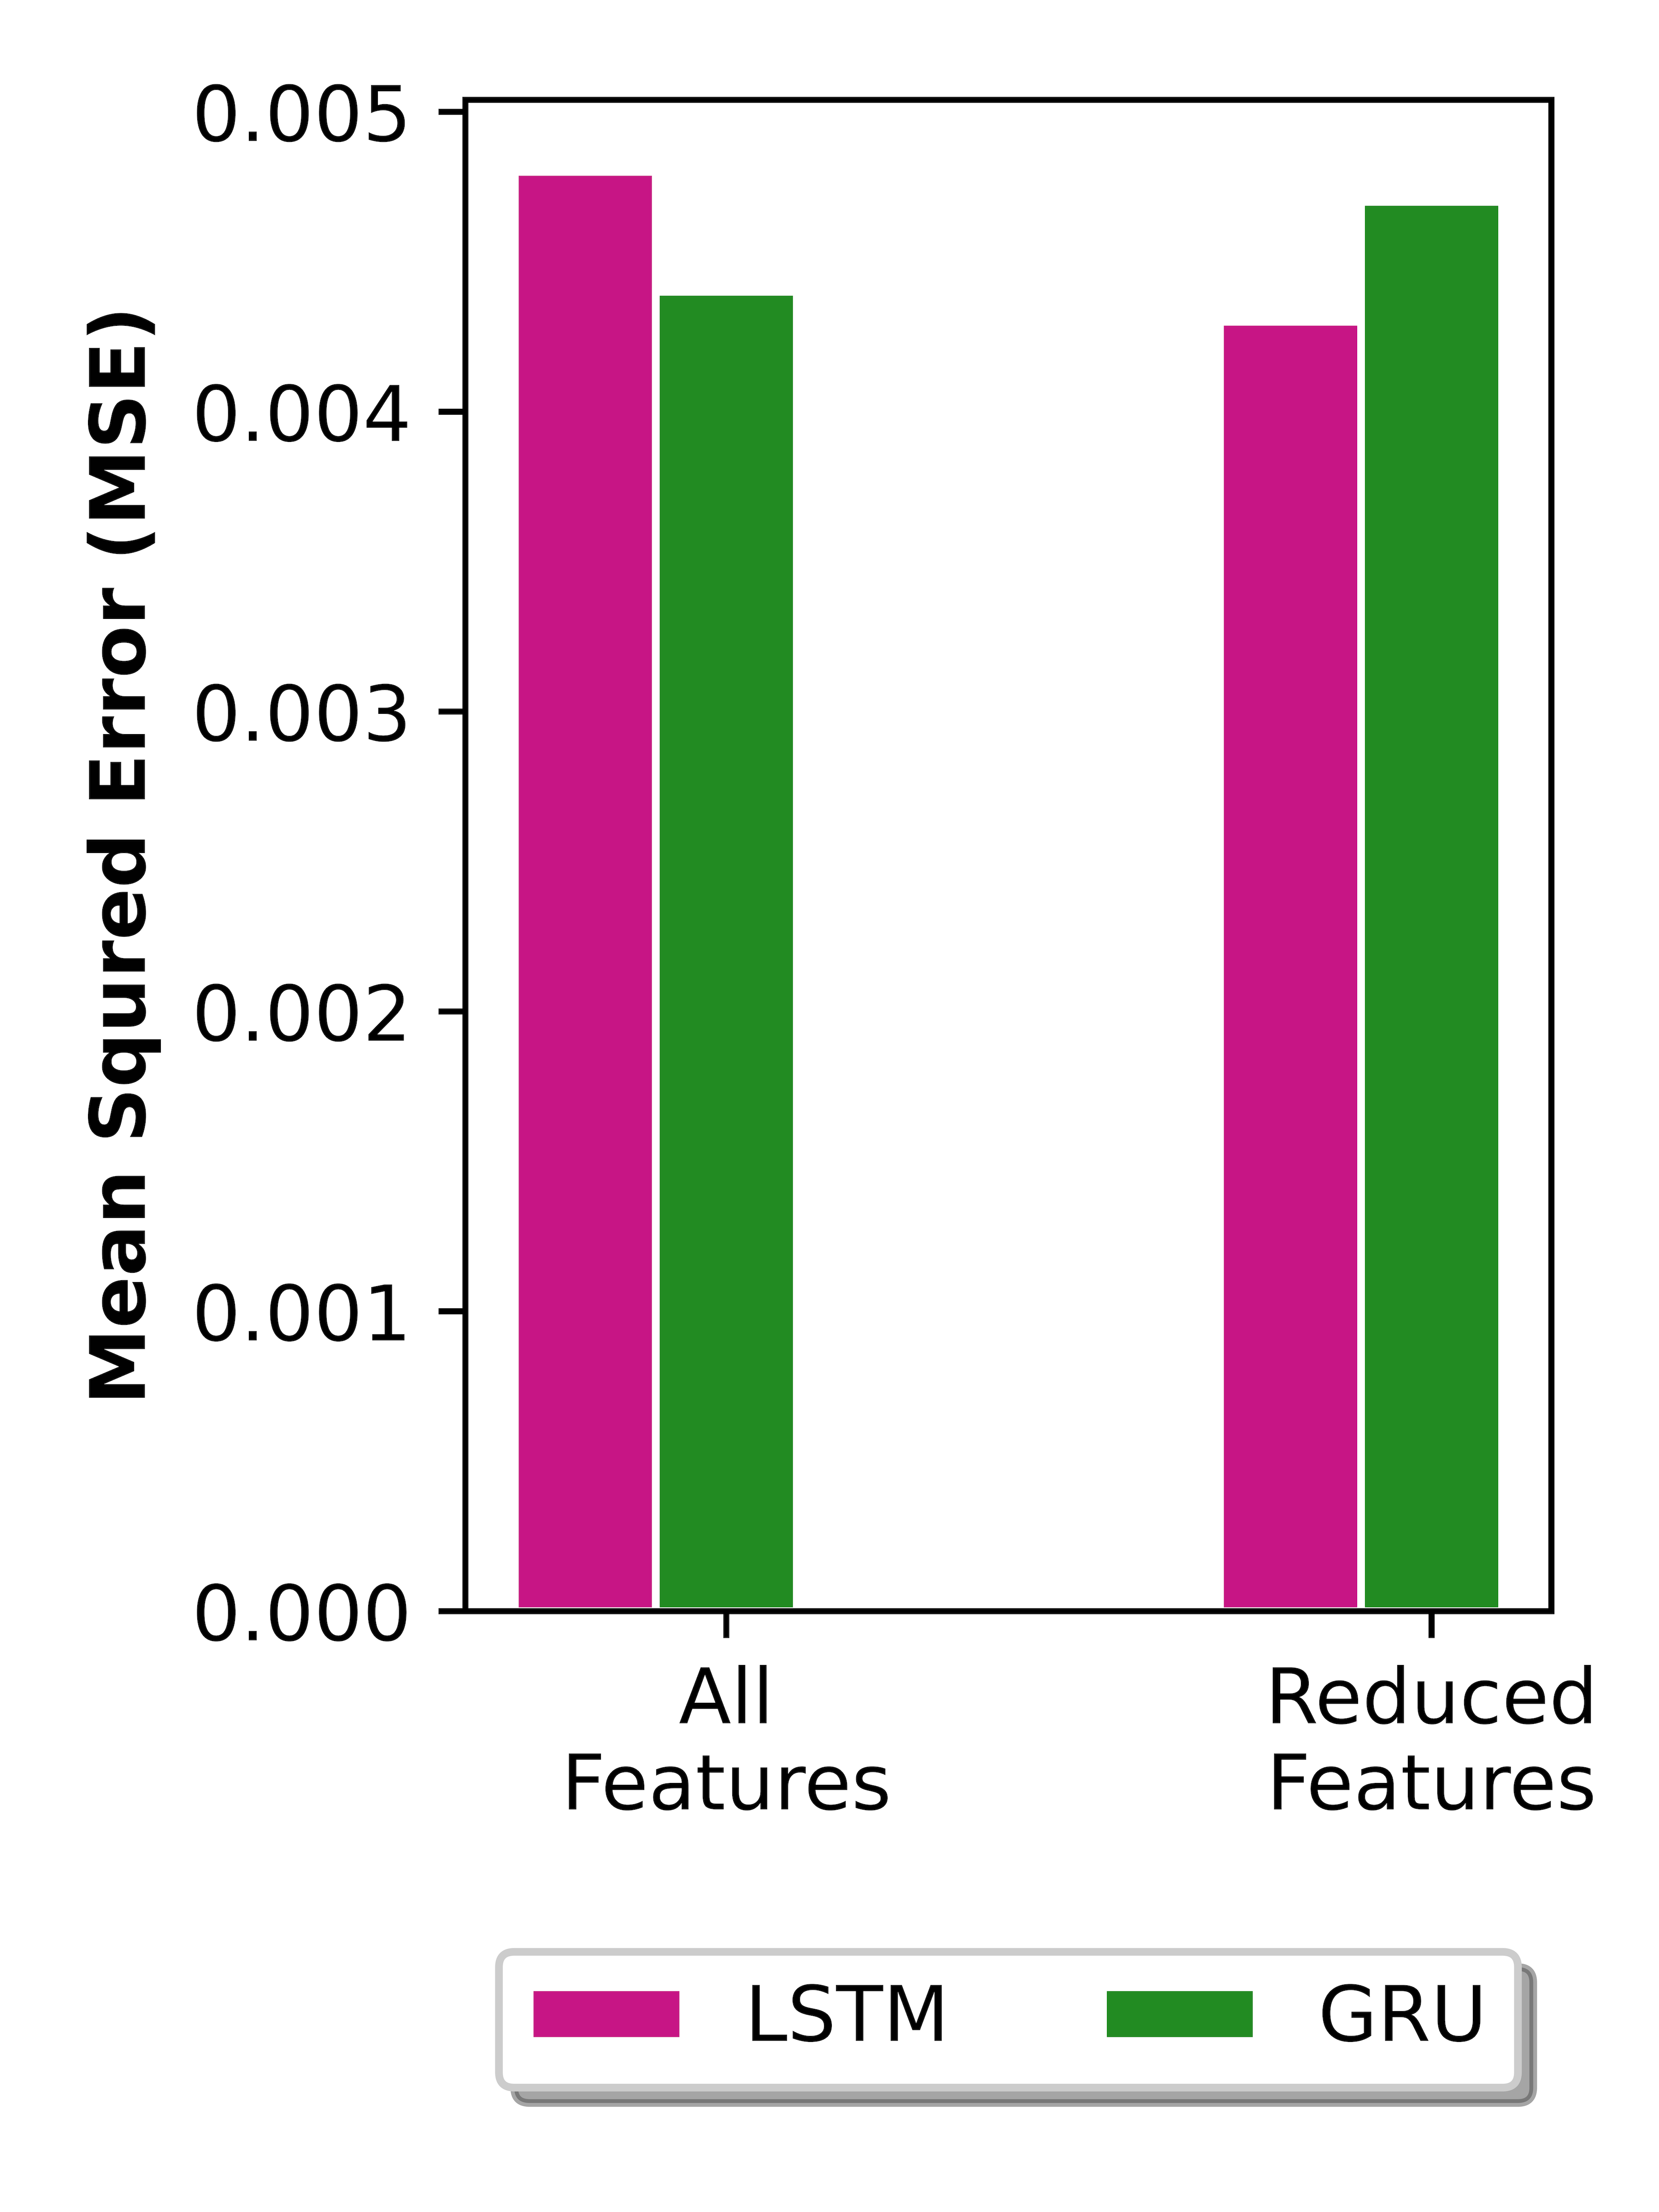 Mean Squred Error (MSE)
0.005
0.004
0.003
0.002
0.001
0.000
All
Features
Reduced
Features
LSTM
GRU